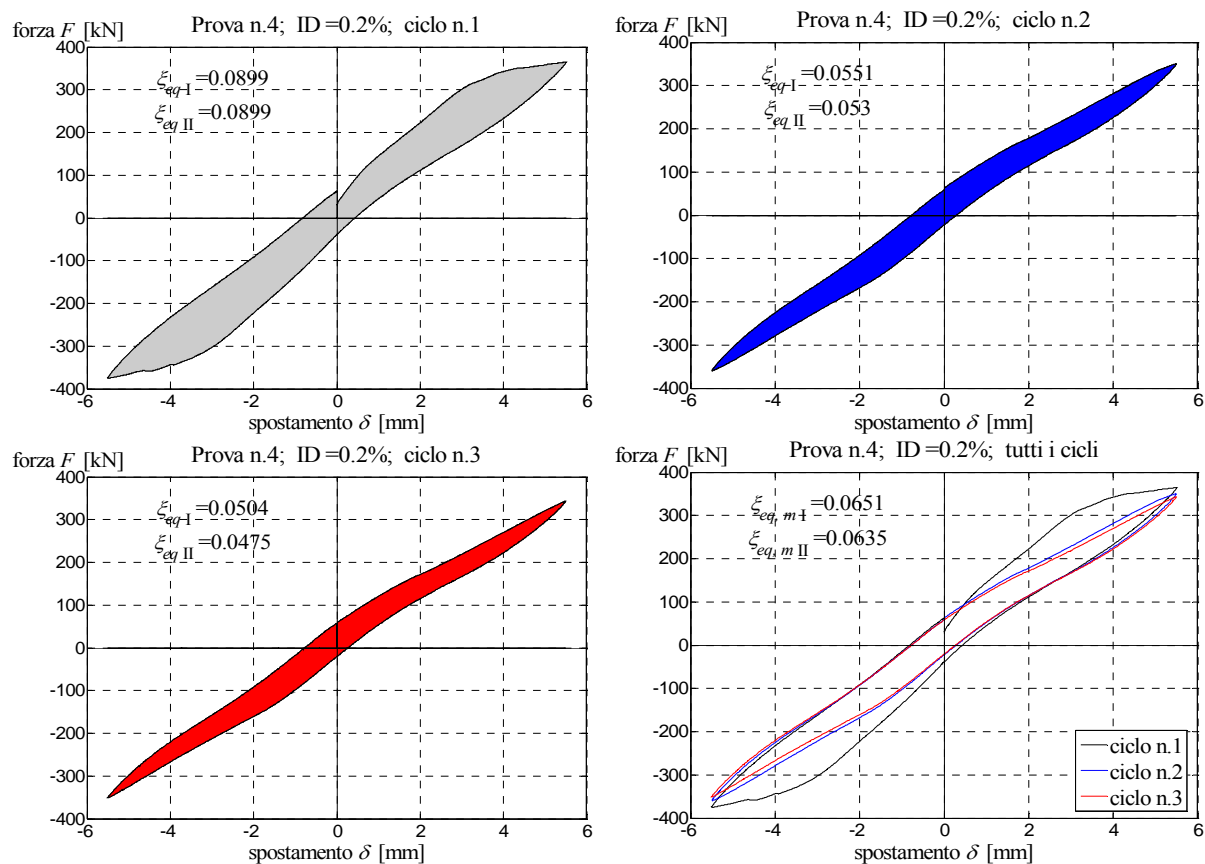 Prova n.4; ID =0.2%; ciclo n.1
forza F [kN]
400
300
200
100
0
-100
-200
-300
-400
ξeq I =0.0899
ξeq II =0.0899
-6 -4 -2 0 2 4 6
spostamento δ [mm]
Prova n.4; ID =0.2%; ciclo n.2
forza F [kN]
400
300
200
100
0
-100
-200
-300
-400
ξeq I =0.0551
ξeq II =0.053
-6 -4 -2 0 2 4 6
spostamento δ [mm]
Prova n.4; ID =0.2%; ciclo n.3
forza F [kN]
400
300
200
100
0
-100
-200
-300
-400
ξeq I =0.0504
ξeq II =0.0475
-6 -4 -2 0 2 4 6
spostamento δ [mm]
Prova n.4; ID =0.2%; tutti i cicli
forza F [kN]
400
300
200
100
0
-100
-200
-300
-400
ξeq, m I =0.0651
ξeq, m II =0.0635
ciclo n.1
ciclo n.2
ciclo n.3
-6 -4 -2 0 2 4 6
spostamento δ [mm]